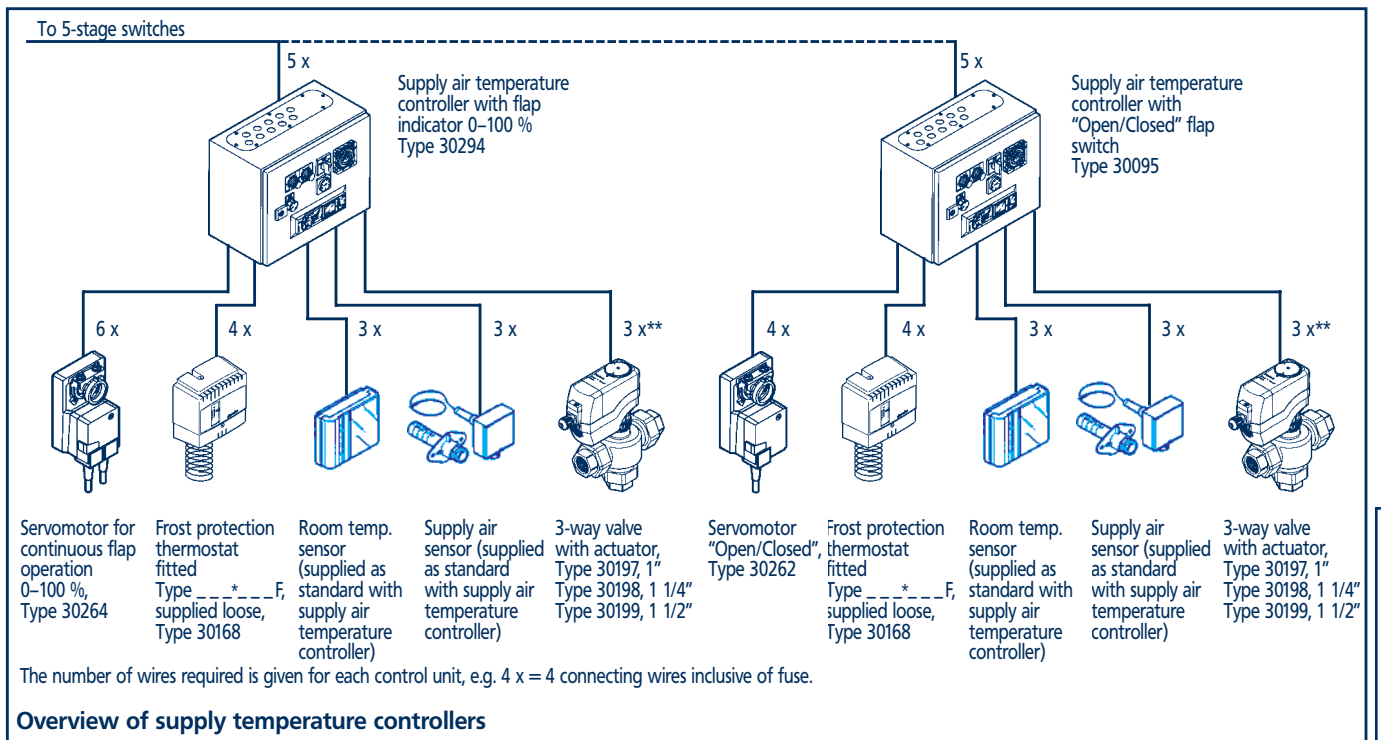 To 5-stage switches
5 x
Supply air temperature
controller with flap
indicator 0–100 %
Type 30294
5 x
Supply air temperature
controller with
“Open/Closed” flap
switch
Type 30095
6 x
4 x
3 x
3 x
3 x**
4 x
4 x
3 x
3 x
3 x**
Servomotor for
continuous flap
operation
0–100 %,
Type 30264
Frost protection
thermostat
fitted
Type _ _ _*_ _ _F,
supplied loose,
Type 30168
Room temp.
sensor
(supplied as
standard with
supply air
temperature
controller)
Supply air
sensor (supplied
as standard
with supply air
temperature
controller)
3-way valve
with actuator,
Type 30197, 1”
Type 30198, 1 1/4”
Type 30199, 1 1/2”
Servomotor
“Open/Closed”,
Type 30262
Frost protection
thermostat
fitted
Type _ _ _*_ _ _F,
supplied loose,
Type 30168
Room temp.
sensor
(supplied as
standard with
supply air
temperature
controller)
Supply air
sensor (supplied
as standard
with supply air
temperature
controller)
3-way valve
with actuator,
Type 30197, 1”
Type 30198, 1 1/4”
Type 30199, 1 1/2”
The number of wires required is given for each control unit, e.g. 4 x = 4 connecting wires inclusive of fuse.
Overview of supply temperature controllers